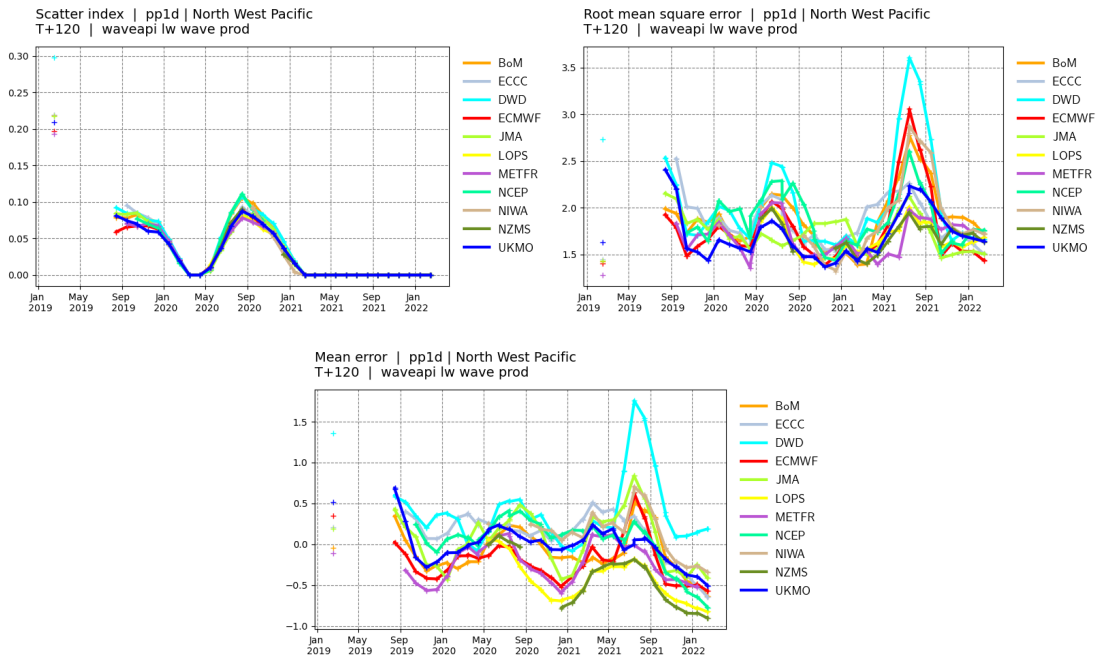 Scatter index | pp1d | North West Pacific
T+120 | waveapi lw wave prod
0.30
0.25
0.20
0.15
0.10
0.05
0.00
Jan May Sep Jan May Sep Jan May Sep Jan
2019 2019 2019 2020 2020 2020 2021 2021 2021 2022
BoM
ECCC
DWD
ECMWF
JMA
LOPS
METFR
NCEP
NIWA
NZMS
UKMO
Root mean square error | pp1d | North West Pacific
T+120 | waveapi lw wave prod
3.5
3.0
2.5
2.0
1.5
Jan May Sep Jan May Sep Jan May Sep Jan
2019 2019 2019 2020 2020 2020 2021 2021 2021 2022
BoM
ECCC
DWD
ECMWF
JMA
LOPS
METFR
NCEP
NIWA
NZMS
UKMO
Mean error | pp1d | North West Pacific
T+120 | waveapi lw wave prod
1.5
1.0
0.5
0.0
−0.5
−1.0
Jan May Sep Jan May Sep Jan May Sep Jan
2019 2019 2019 2020 2020 2020 2021 2021 2021 2022
BoM
ECCC
DWD
ECMWF
JMA
LOPS
METFR
NCEP
NIWA
NZMS
UKMO